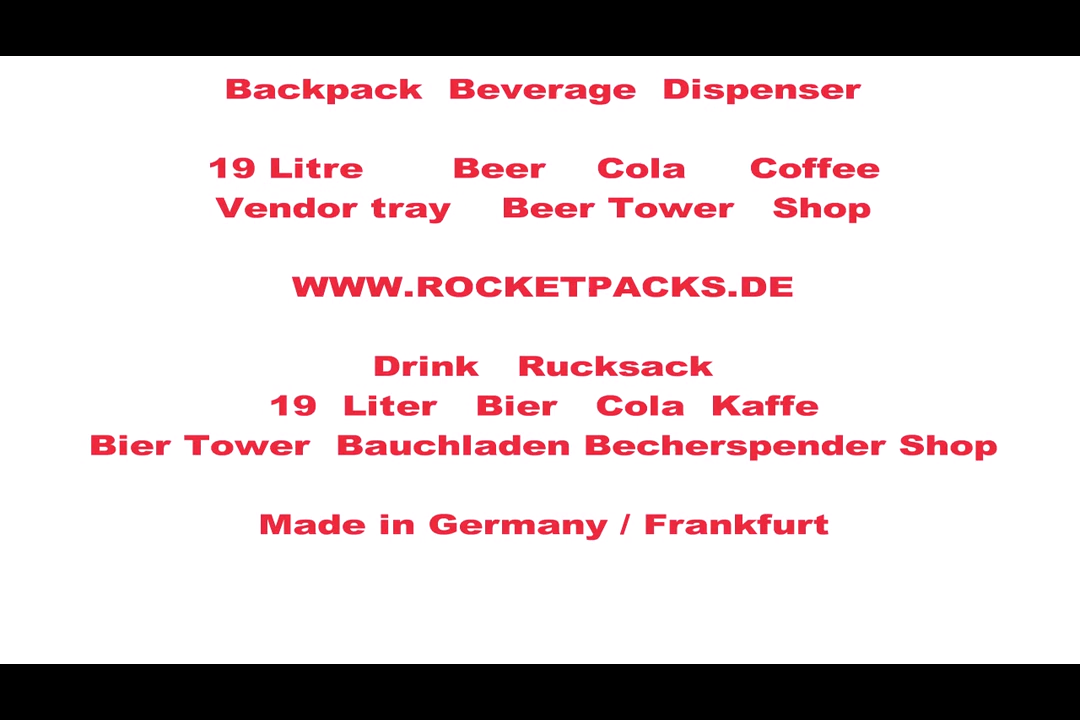 Backpack Beverage Dispenser
19 Litre Beer Cola Coffee
Vendor tray Beer Tower Shop
WWW.ROCKETPACKS.DE
Drink Rucksack
19 Liter Bier Cola Kaffe
Bier Tower Bauchladen Becherspender Shop
Made in Germany / Frankfurt